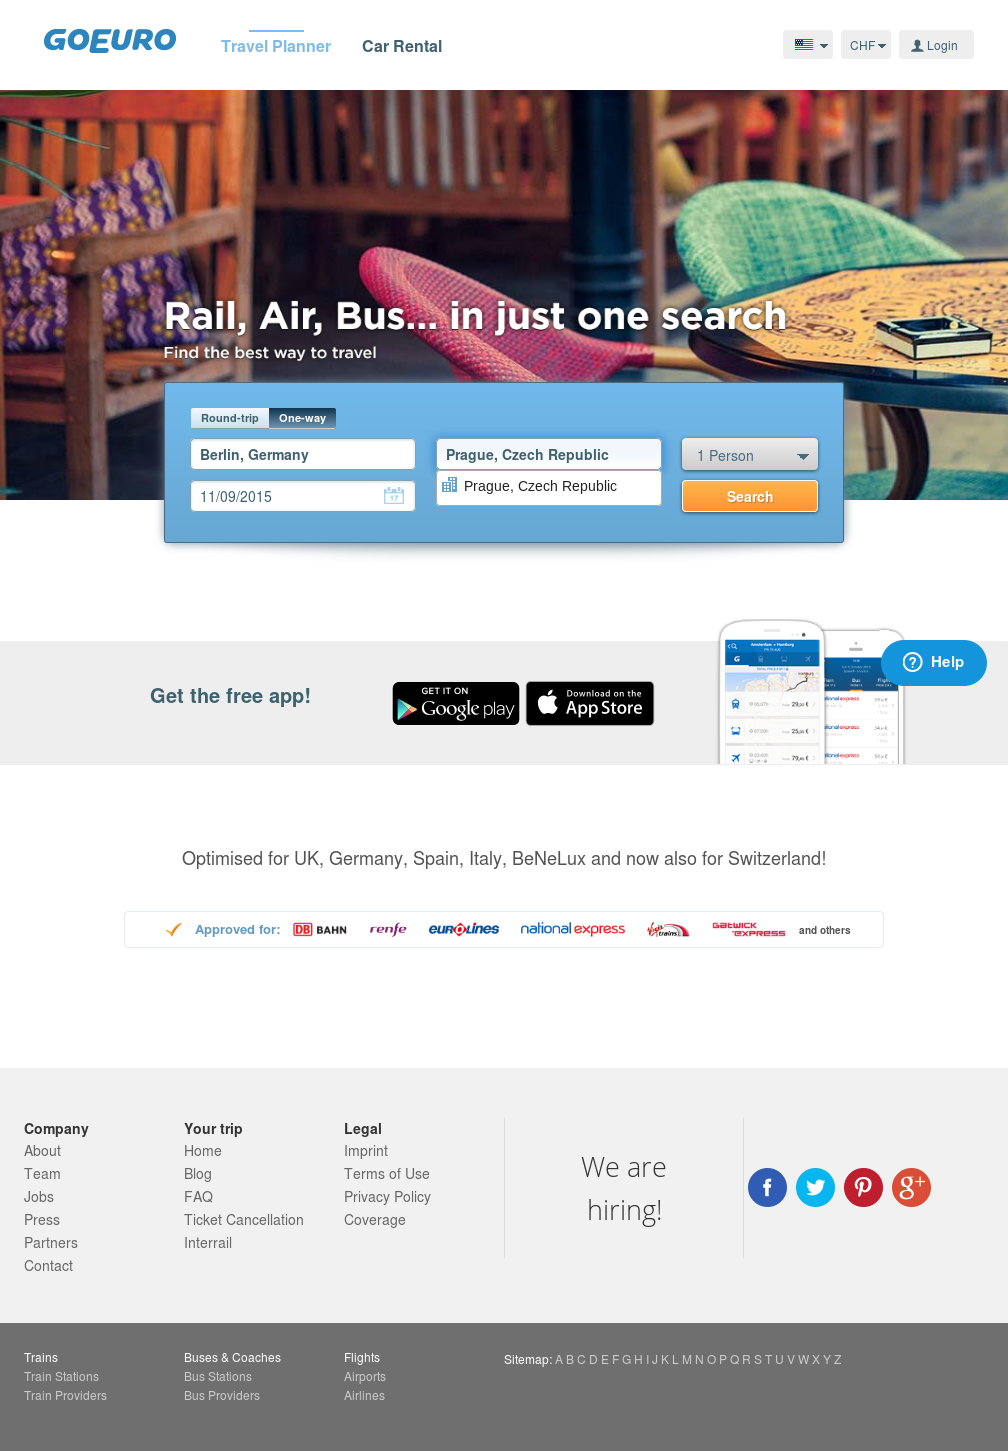 GOEURO
Travel Planner
Car Rental
CHF
Login
Rail, Air, Bus... in just one search
Find the best way to travel
Round-trip
One-way
Berlin, Germany
Prague, Czech Republic
1 Person
Prague, Czech Republic
11/09/2015
17
Search
Help
Get the free app!
GET IT ON
Google play
Download on the
App Store
Optimised for UK, Germany, Spain, Italy, BeNeLux and now also for Switzerland!
Approved for:
DB BAHN
renfe
eurolines
national express
Virgin trains
Gatwick express
and others
Company
About
Team
Jobs
Press
Partners
Contact
Your trip
Home
Blog
FAQ
Ticket Cancellation
Interrail
Legal
Imprint
Terms of Use
Privacy Policy
Coverage
We are
hiring!
Trains
Train Stations
Train Providers
Buses & Coaches
Bus Stations
Bus Providers
Flights
Airports
Airlines
Sitemap: A B C D E F G H I J K L M N O P Q R S T U V W X Y Z